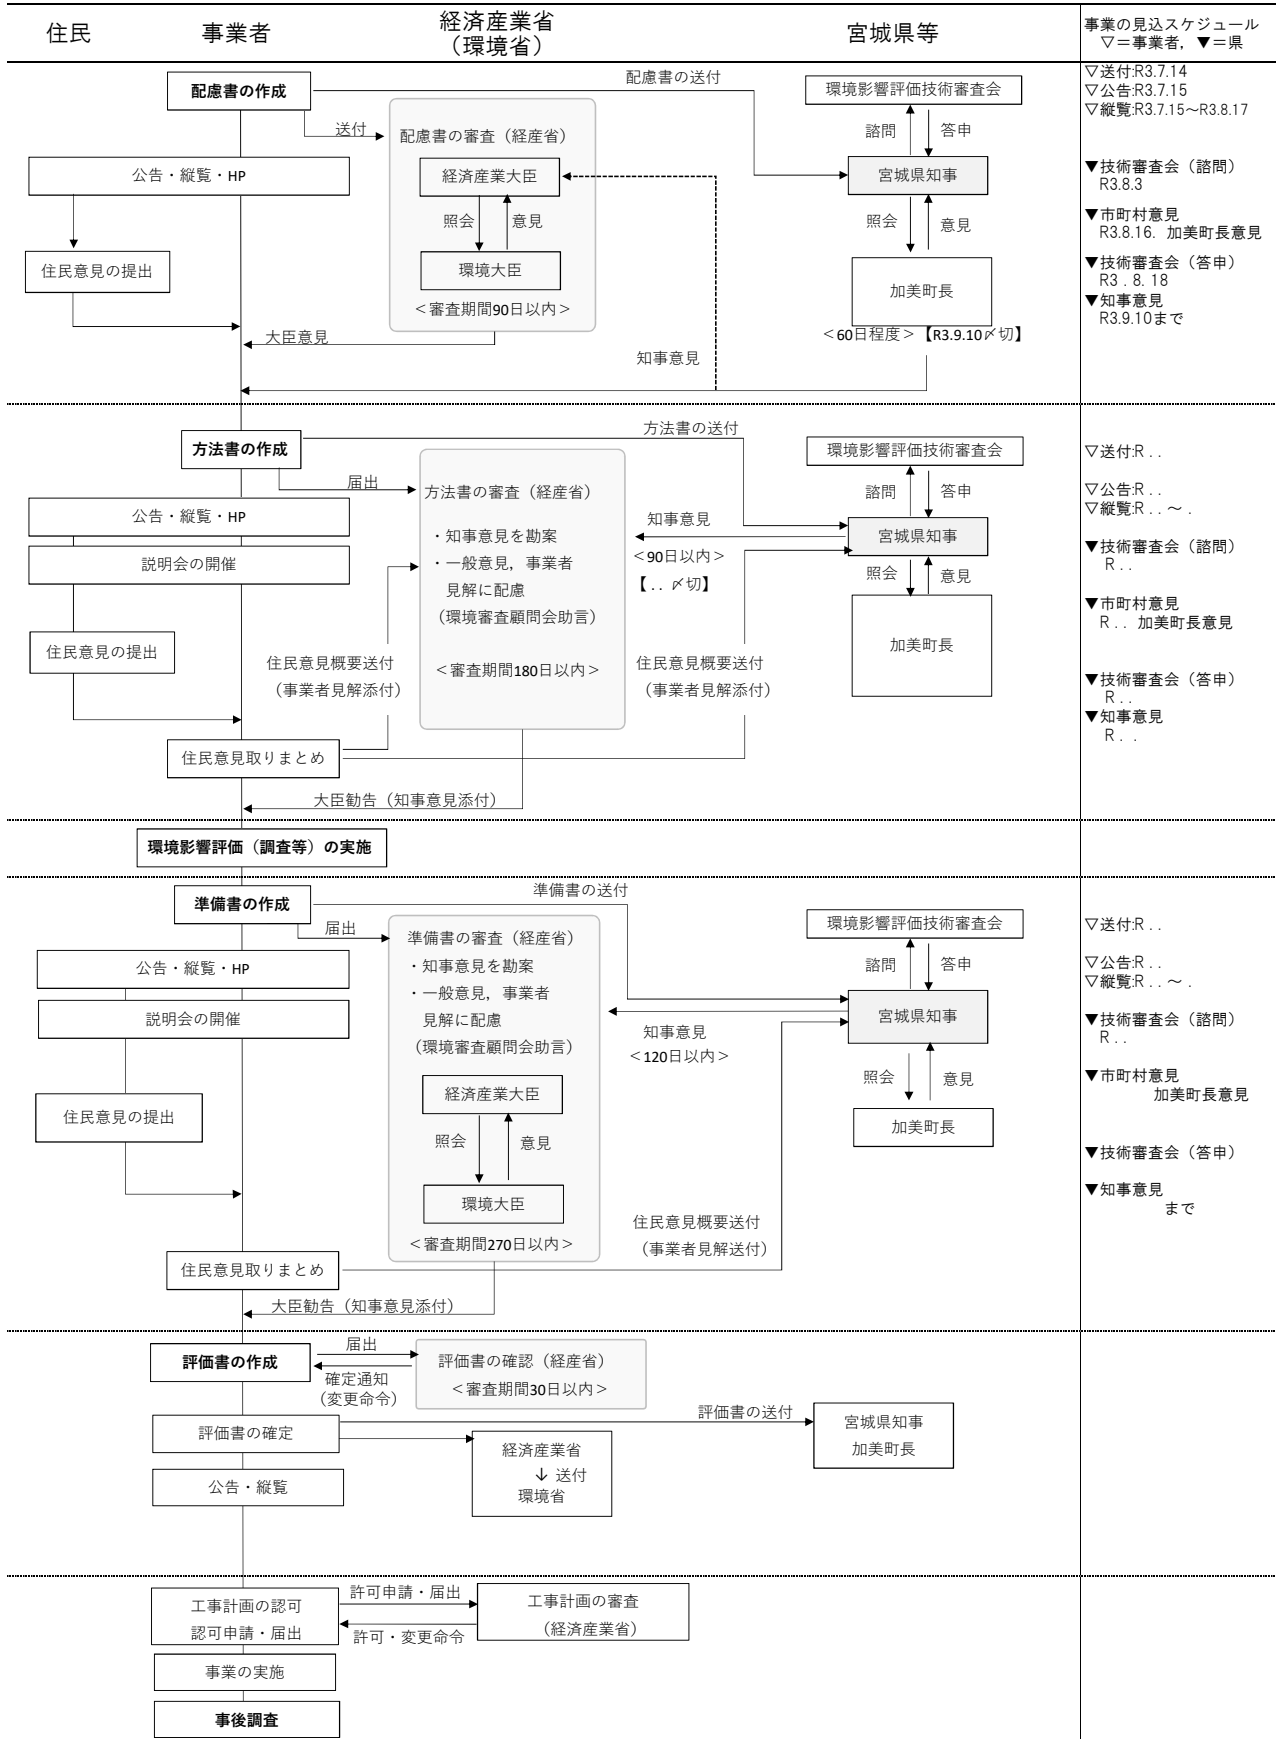 住民
事業者
経済産業省
（環境省）
宮城県等
事業の見込スケジュール
▽＝事業者，▼＝県
配慮書の作成
配慮書の送付
送付
配慮書の審査（経産省）
経済産業大臣
照会
意見
環境大臣
＜審査期間90日以内＞
公告・縦覧・HP
住民意見の提出
大臣意見
知事意見
環境影響評価技術審査会
諮問
答申
宮城県知事
照会
意見
加美町長
＜60日程度＞【R3.9.10〆切】
▽送付:R3.7.14
▽公告:R3.7.15
▽縦覧:R3.7.15～R3.8.17
▼技術審査会（諮問）
R3.8.3
▼市町村意見
R3.8.16. 加美町長意見
▼技術審査会（答申）
R3 . 8. 18
▼知事意見
R3.9.10まで
方法書の作成
方法書の送付
届出
方法書の審査（経産省）
・知事意見を勘案
・一般意見，事業者
見解に配慮
（環境審査顧問会助言）
＜審査期間180日以内＞
公告・縦覧・HP
説明会の開催
住民意見の提出
住民意見概要送付
（事業者見解添付）
住民意見取りまとめ
大臣勧告（知事意見添付）
知事意見
＜90日以内＞
【 . . 〆切】
住民意見概要送付
（事業者見解添付）
環境影響評価技術審査会
諮問
答申
宮城県知事
照会
意見
加美町長
▽送付:R . .
▽公告:R . .
▽縦覧:R . . ～ .
▼技術審査会（諮問）
R . .
▼市町村意見
R . . 加美町長意見
▼技術審査会（答申）
R . .
▼知事意見
R . .
環境影響評価（調査等）の実施
準備書の作成
準備書の送付
届出
準備書の審査（経産省）
・知事意見を勘案
・一般意見，事業者
見解に配慮
（環境審査顧問会助言）
経済産業大臣
照会
意見
環境大臣
＜審査期間270日以内＞
公告・縦覧・HP
説明会の開催
住民意見の提出
住民意見取りまとめ
大臣勧告（知事意見添付）
知事意見
＜120日以内＞
住民意見概要送付
（事業者見解送付）
環境影響評価技術審査会
諮問
答申
宮城県知事
照会
意見
加美町長
▽送付:R . .
▽公告:R . .
▽縦覧:R . . ～ .
▼技術審査会（諮問）
R . .
▼市町村意見
加美町長意見
▼技術審査会（答申）
▼知事意見
まで
評価書の作成
届出
確定通知
（変更命令）
評価書の確認（経産省）
＜審査期間30日以内＞
評価書の確定
評価書の送付
宮城県知事
加美町長
経済産業省
↓ 送付
環境省
公告・縦覧
工事計画の認可
認可申請・届出
許可申請・届出
許可・変更命令
工事計画の審査
（経済産業省）
事業の実施
事後調査